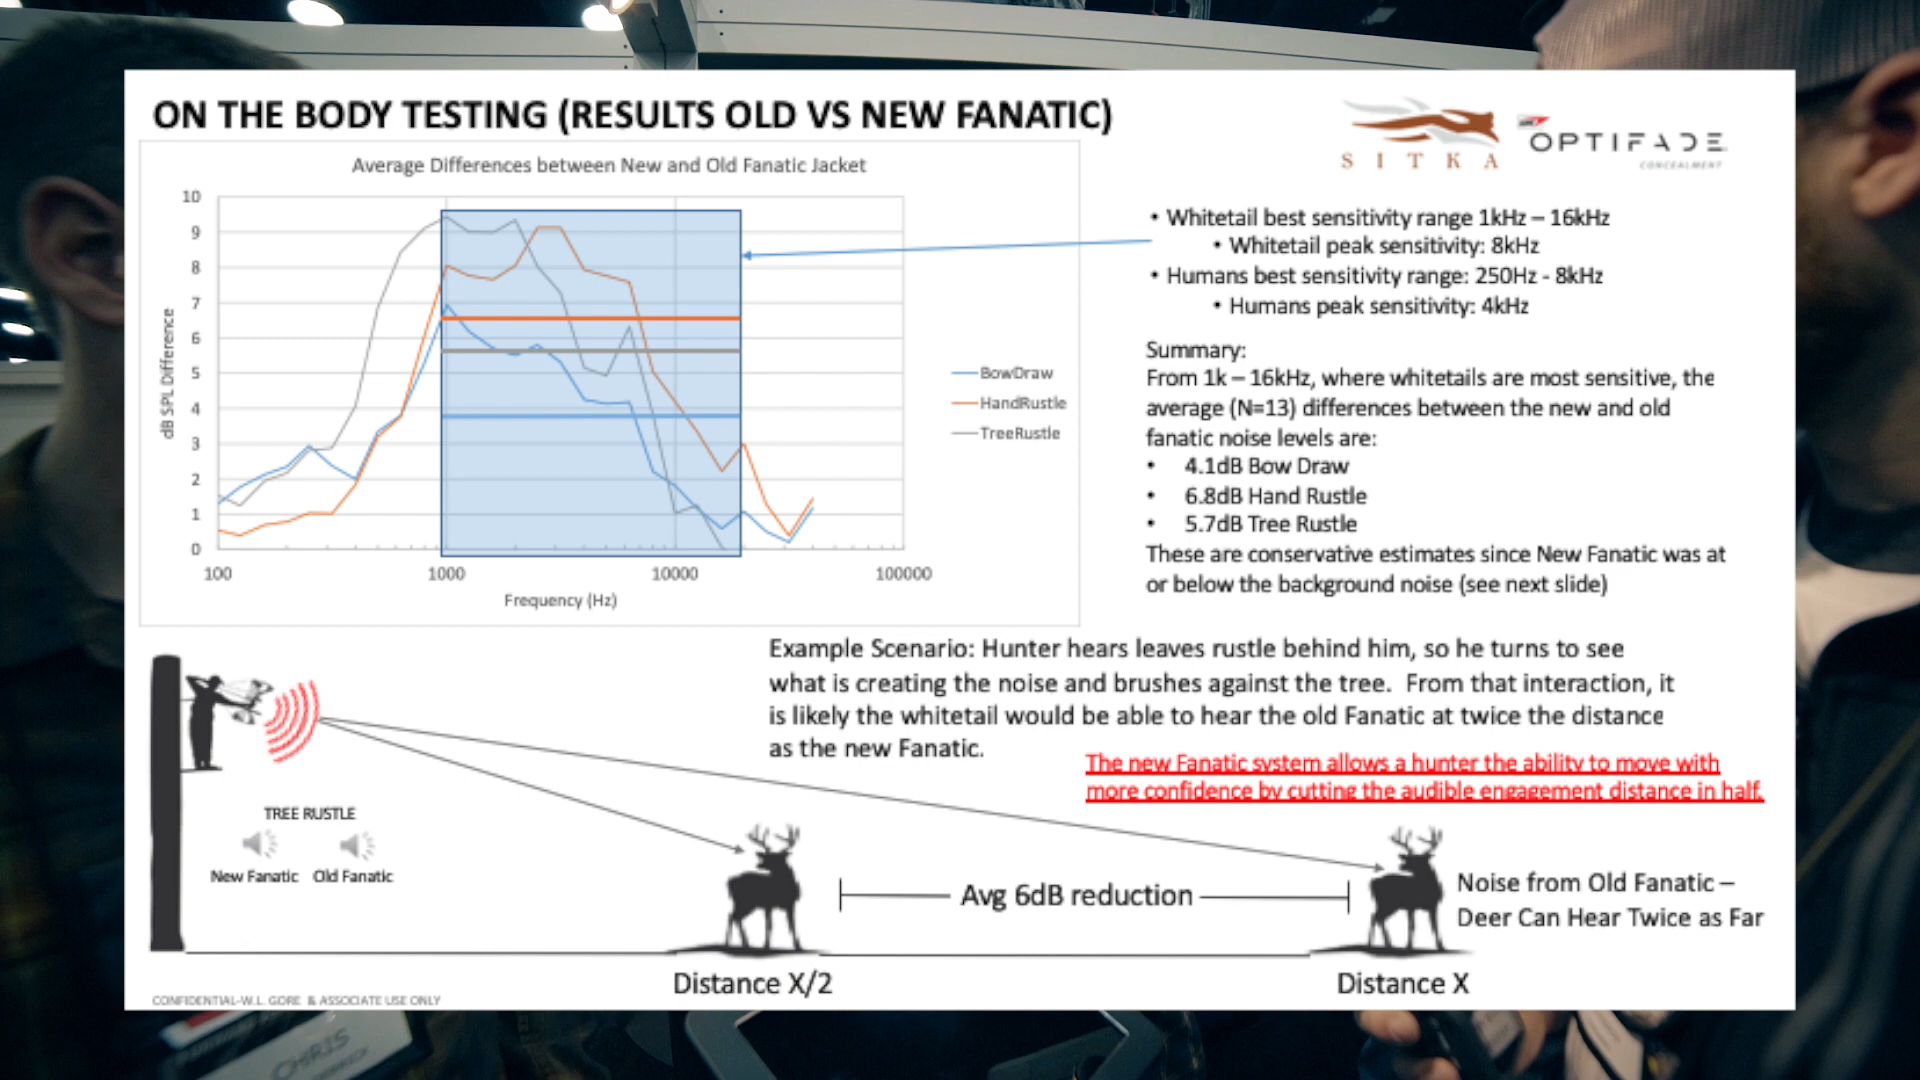 ON THE BODY TESTING (RESULTS OLD VS NEW FANATIC)
SITKA
OPTIFADE
CONCEALMENT
Average Differences between New and Old Fanatic Jacket
10
9
8
7
6
5
4
3
2
1
0
dB SPL Difference
100
1000
10000
100000
Frequency (Hz)
BowDraw
HandRustle
TreeRustle
• Whitetail best sensitivity range 1kHz – 16kHz
• Whitetail peak sensitivity: 8kHz
• Humans best sensitivity range: 250Hz - 8kHz
• Humans peak sensitivity: 4kHz
Summary:
From 1k – 16kHz, where whitetails are most sensitive, the
average (N=13) differences between the new and old
fanatic noise levels are:
• 4.1dB Bow Draw
• 6.8dB Hand Rustle
• 5.7dB Tree Rustle
These are conservative estimates since New Fanatic was at
or below the background noise (see next slide)
Example Scenario: Hunter hears leaves rustle behind him, so he turns to see
what is creating the noise and brushes against the tree. From that interaction, it
is likely the whitetail would be able to hear the old Fanatic at twice the distance
as the new Fanatic.
The new Fanatic system allows a hunter the ability to move with
more confidence by cutting the audible engagement distance in half.
TREE RUSTLE
New Fanatic Old Fanatic
Avg 6dB reduction
Noise from Old Fanatic –
Deer Can Hear Twice as Far
Distance X/2
Distance X
CONFIDENTIAL-W.L. GORE & ASSOCIATE USE ONLY
CHRIS